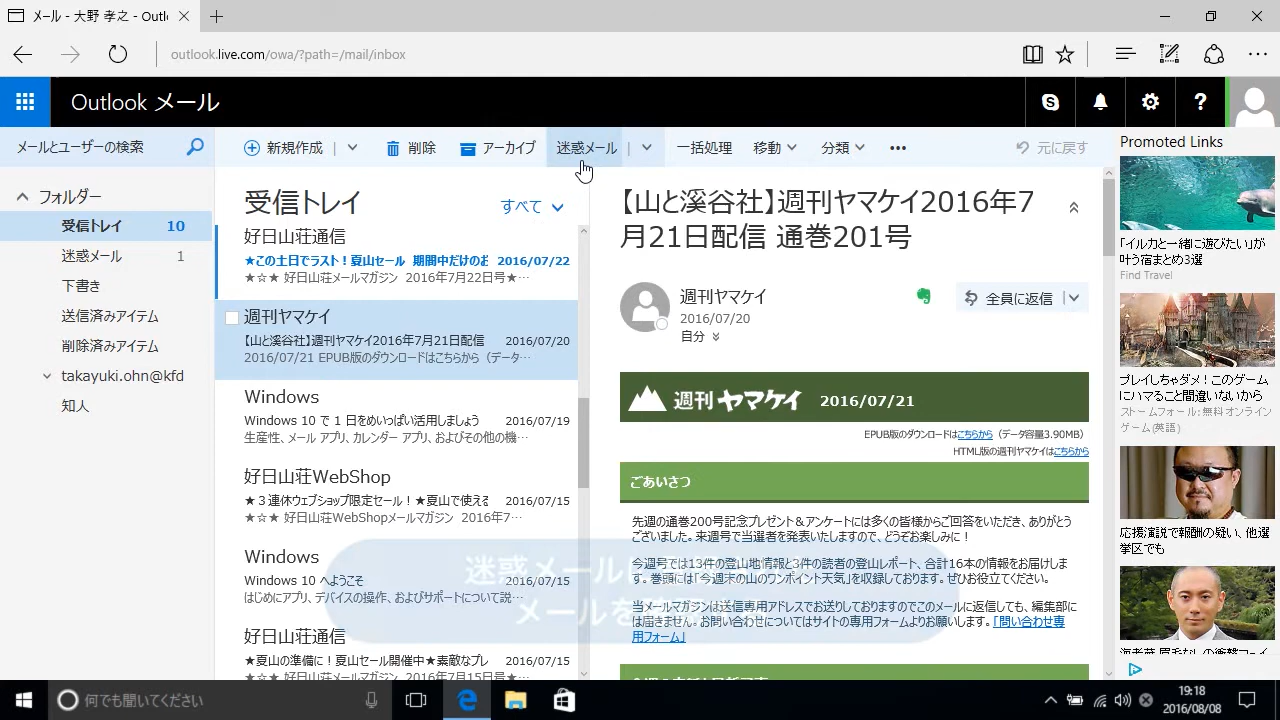 メール - 大野 孝之 - Outl
outlook.live.com/owa/?path=/mail/inbox
Outlook メール
メールとユーザーの検索
新規作成
削除
アーカイブ
迷惑メール
一括処理
移動
分類
元に戻す
フォルダー
受信トレイ 10
迷惑メール 1
下書き
送信済みアイテム
削除済みアイテム
takayuki.ohn@kfd
知人
受信トレイ
すべて
好日山荘通信
★この土日でラスト！夏山セール 期間中だけのお 2016/07/22
★☆★ 好日山荘メールマガジン 2016年7月22日号★…
週刊ヤマケイ
【山と溪谷社】週刊ヤマケイ2016年7月21日配信 2016/07/20
2016/07/21 EPUB版のダウンロードはこちらから（データ…
Windows
Windows 10 で 1 日をめいっぱい活用しましょう 2016/07/19
生産性、メール アプリ、カレンダー アプリ、およびその他の機…
好日山荘WebShop
★３連休ウェブショップ限定セール！★夏山で使える 2016/07/15
★☆★ 好日山荘WebShopメールマガジン 2016年7…
Windows
Windows 10 へようこそ 2016/07/15
はじめにアプリ、デバイスの操作、およびサポートについて説…
好日山荘通信
★夏山の準備に！夏山セール開催中★素敵なプレ 2016/07/15
★☆★ 好日山荘メールマガジン 2016年7月15日号★…
【山と溪谷社】週刊ヤマケイ2016年7
月21日配信 通巻201号
週刊ヤマケイ
2016/07/20
自分
全員に返信
週刊 ヤマケイ 2016/07/21
EPUB版のダウンロードはこちらから（データ容量3.90MB）
HTML版の週刊ヤマケイはこちらから
ごあいさつ
先週の通巻200号記念プレゼント＆アンケートには多くの皆様からご回答をいただき、ありがとう
ございました。来週号で当選者を発表いたしますので、どうぞお楽しみに！
今週号では13件の登山地情報と3件の読者の登山レポート、合計16本の情報をお届けしま
す。巻頭には「今週末の山のワンポイント天気」を収録しております。ぜひお役立てください。
当メールマガジンは送信専用アドレスでお送りしておりますのでこのメールに返信しても、編集部に
は届きません。お問い合わせについてはサイトの専用フォームよりお願いします。「問い合わせ専
用フォーム」
迷惑メール
メールを
Promoted Links
「イルカと一緒に遊びたい」が
叶う宿まとめ3選
Find Travel
プレイしちゃダメ！このゲーム
にハマること間違いないから
ストームフォール: 無料オンライン
ゲーム(英語)
応援演説で報酬の疑い、他選
挙区でも
何でも聞いてください
19:18
2016/08/08